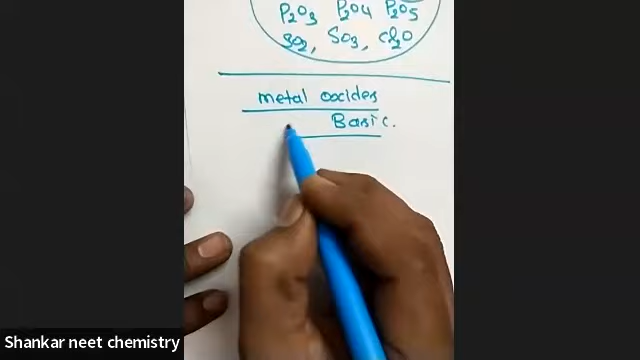 P₂O₃ P₂O₄ P₂O₅
SO₂, SO₃, Cl₂O
metal oxides
Basic.
Shankar neet chemistry